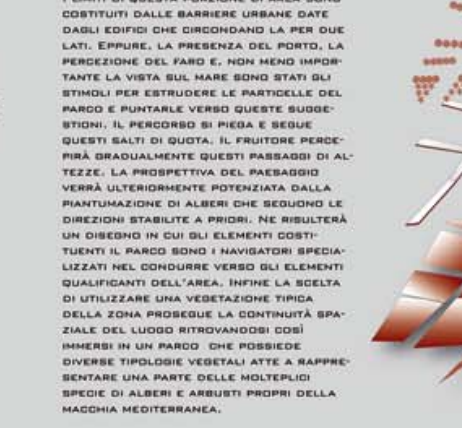 I LIMITI DI QUESTA PORZIONE DI AREA SONO
COSTITUITI DALLE BARRIERE URBANE DATE
DAGLI EDIFICI CHE CIRCONDANO LA PER DUE
LATI. EPPURE, LA PRESENZA DEL PORTO, LA
PERCEZIONE DEL FARO E, NON MENO IMPOR-
TANTE LA VISTA SUL MARE SONO STATI GLI
STIMOLI PER ESTRUDERE LE PARTICELLE DEL
PARCO E PUNTARLE VERSO QUESTE SUGGE-
STIONI. IL PERCORSO SI PIEGA E SEGUE
QUESTI SALTI DI QUOTA. IL FRUITORE PERCE-
PIRÀ GRADUALMENTE QUESTI PASSAGGI DI AL-
TEZZE. LA PROSPETTIVA DEL PAESAGGIO
VERRÀ ULTERIORMENTE POTENZIATA DALLA
PIANTUMAZIONE DI ALBERI CHE SEGUONO LE
DIREZIONI STABILITE A PRIORI. NE RISULTERÀ
UN DISEGNO IN CUI GLI ELEMENTI COSTI-
TUENTI IL PARCO SONO I NAVIGATORI SPECIA-
LIZZATI NEL CONDURRE VERSO GLI ELEMENTI
QUALIFICANTI DELL'AREA. INFINE LA SCELTA
DI UTILIZZARE UNA VEGETAZIONE TIPICA
DELLA ZONA PROSEGUE LA CONTINUITÀ SPA-
ZIALE DEL LUOGO RITROVANDOSI COSÌ
IMMERSI IN UN PARCO CHE POSSIEDE
DIVERSE TIPOLOGIE VEGETALI ATTE A RAPPRE-
SENTARE UNA PARTE DELLE MOLTEPLICI
SPECIE DI ALBERI E ARBUSTI PROPRI DELLA
MACCHIA MEDITERRANEA.